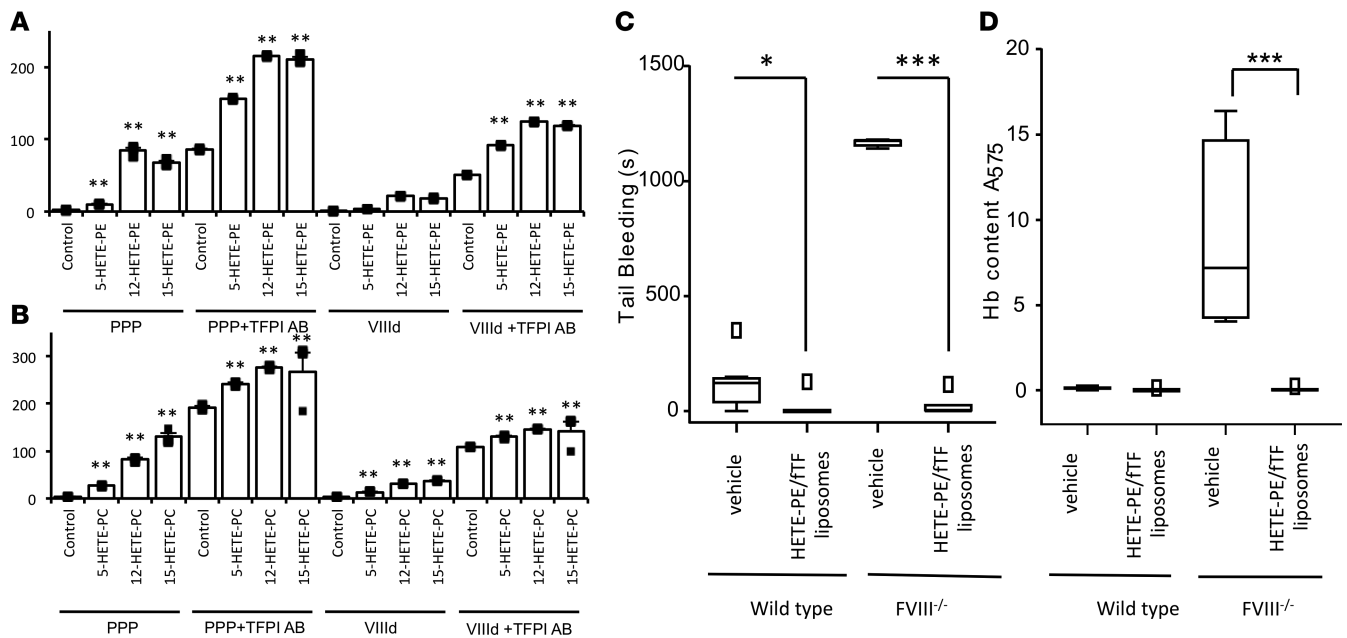 A
200
100
0
** ** ** ** ** ** ** ** **
Control
5-HETE-PE
12-HETE-PE
15-HETE-PE
Control
5-HETE-PE
12-HETE-PE
15-HETE-PE
Control
5-HETE-PE
12-HETE-PE
15-HETE-PE
Control
5-HETE-PE
12-HETE-PE
15-HETE-PE
PPP
PPP+TFPI AB
VIIId
VIIId +TFPI AB
B
300
200
100
0
** ** ** ** ** ** ** ** ** ** ** **
Control
5-HETE-PC
12-HETE-PC
15-HETE-PC
Control
5-HETE-PC
12-HETE-PC
15-HETE-PC
Control
5-HETE-PC
12-HETE-PC
15-HETE-PC
Control
5-HETE-PC
12-HETE-PC
15-HETE-PC
PPP
PPP+TFPI AB
VIIId
VIIId +TFPI AB
C
Tail Bleeding (s)
1500
1000
500
0
*
***
vehicle
HETE-PE/fTF
liposomes
vehicle
HETE-PE/fTF
liposomes
Wild type
FVIII-/-
D
Hb content A575
20
15
10
5
0
***
vehicle
HETE-PE/fTF
liposomes
vehicle
HETE-PE/fTF
liposomes
Wild type
FVIII-/-